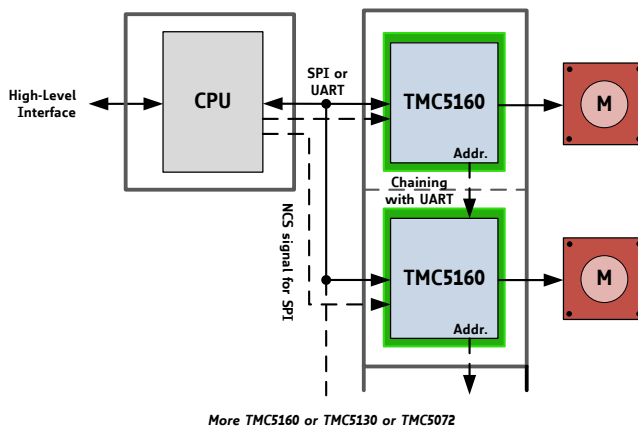 High-Level
Interface
CPU
SPI or
UART
TMC5160
Addr.
M
Chaining
with UART
NCS signal for SPI
TMC5160
Addr.
M
More TMC5160 or TMC5130 or TMC5072